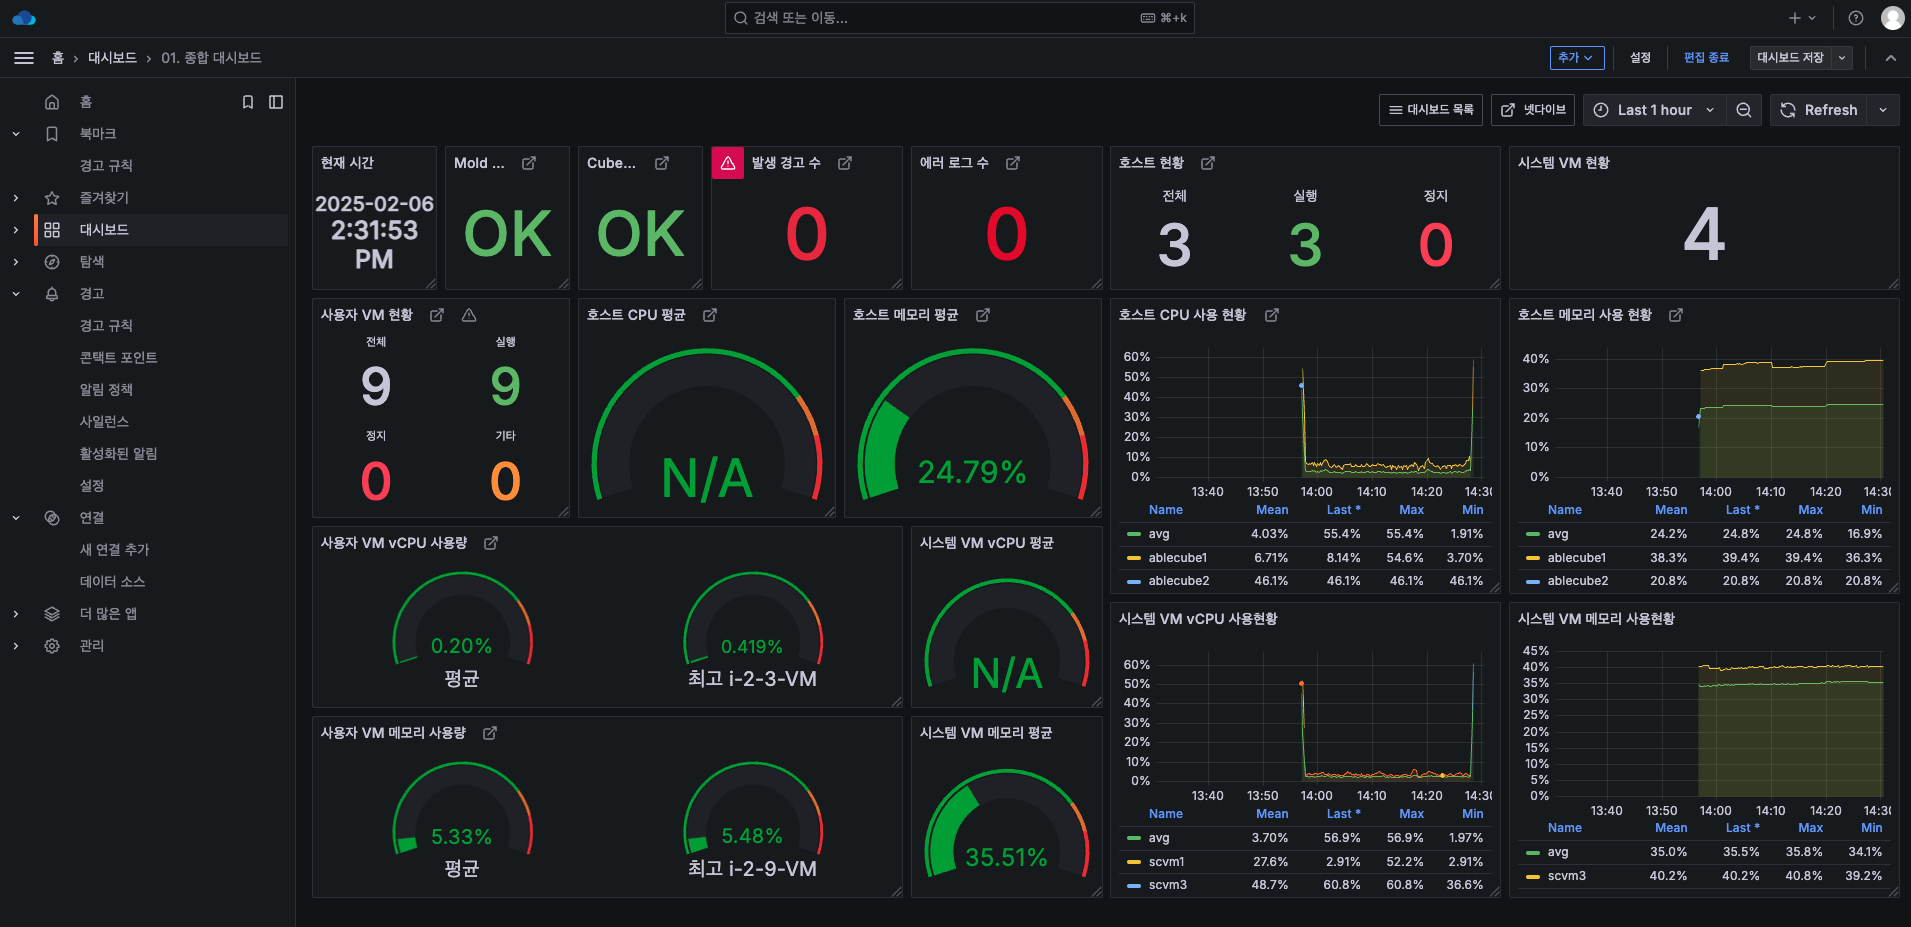 검색 또는 이동...
⌘+k
홈 › 대시보드 › 01. 종합 대시보드
추가
설정
편집 종료
대시보드 저장
홈
북마크
경고 규칙
즐겨찾기
대시보드
탐색
경고
경고 규칙
콘택트 포인트
알림 정책
사일런스
활성화된 알림
설정
연결
새 연결 추가
데이터 소스
더 많은 앱
관리
대시보드 목록
넷다이브
Last 1 hour
Refresh
현재 시간
2025-02-06
2:31:53
PM
Mold ...
OK
Cube...
OK
발생 경고 수
0
에러 로그 수
0
호스트 현황
전체 실행 정지
3 3 0
시스템 VM 현황
4
사용자 VM 현황
전체 실행
9 9
정지 기타
0 0
호스트 CPU 평균
N/A
호스트 메모리 평균
24.79%
호스트 CPU 사용 현황
60%
50%
40%
30%
20%
10%
0%
13:40 13:50 14:00 14:10 14:20 14:30
Name Mean Last * Max Min
avg 4.03% 55.4% 55.4% 1.91%
ablecube1 6.71% 8.14% 54.6% 3.70%
ablecube2 46.1% 46.1% 46.1% 46.1%
호스트 메모리 사용 현황
40%
30%
20%
10%
0%
13:40 13:50 14:00 14:10 14:20 14:30
Name Mean Last * Max Min
avg 24.2% 24.8% 24.8% 16.9%
ablecube1 38.3% 39.4% 39.4% 36.3%
ablecube2 20.8% 20.8% 20.8% 20.8%
사용자 VM vCPU 사용량
0.20%
평균
0.419%
최고 i-2-3-VM
시스템 VM vCPU 평균
N/A
사용자 VM 메모리 사용량
5.33%
평균
5.48%
최고 i-2-9-VM
시스템 VM 메모리 평균
35.51%
시스템 VM vCPU 사용현황
60%
50%
40%
30%
20%
10%
0%
13:40 13:50 14:00 14:10 14:20 14:30
Name Mean Last * Max Min
avg 3.70% 56.9% 56.9% 1.97%
scvm1 27.6% 2.91% 52.2% 2.91%
scvm3 48.7% 60.8% 60.8% 36.6%
시스템 VM 메모리 사용현황
45%
40%
35%
30%
25%
20%
15%
10%
5%
0%
13:40 13:50 14:00 14:10 14:20 14:30
Name Mean Last * Max Min
avg 35.0% 35.5% 35.8% 34.1%
scvm3 40.2% 40.2% 40.8% 39.2%